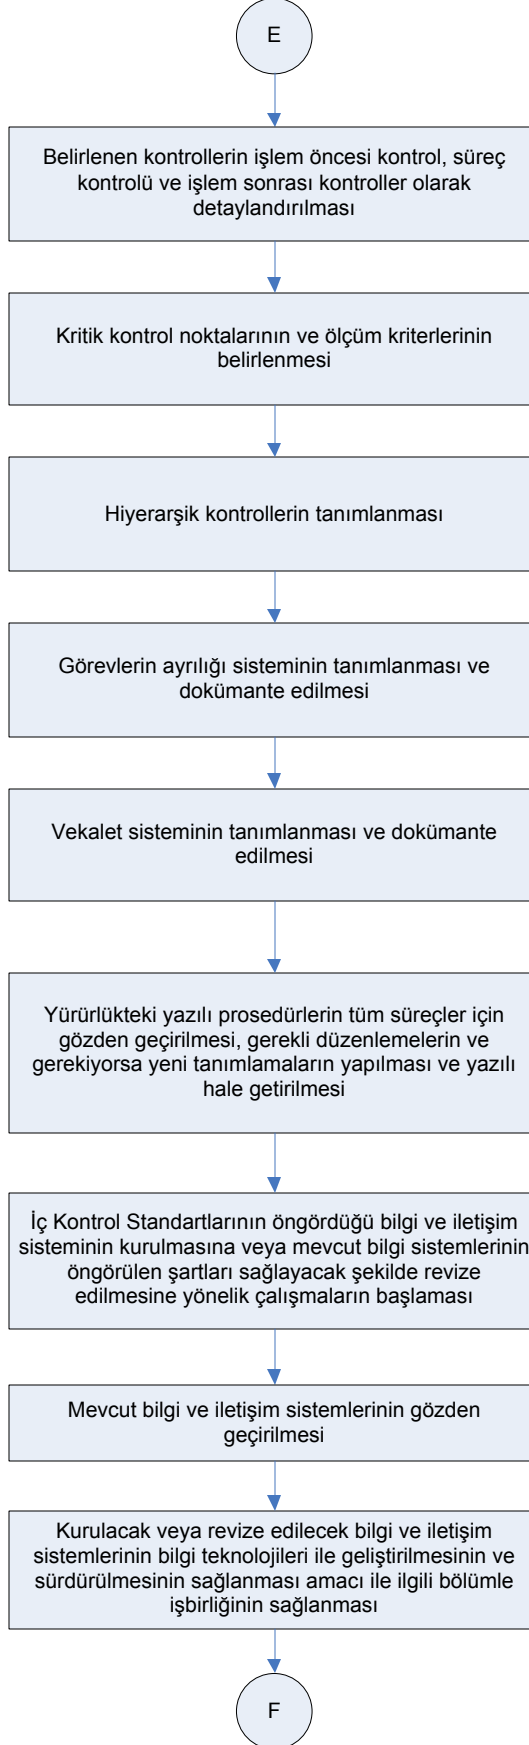 E
Belirlenen kontrollerin işlem öncesi kontrol, süreç
kontrolü ve işlem sonrası kontroller olarak
detaylandırılması
Kritik kontrol noktalarının ve ölçüm kriterlerinin
belirlenmesi
Hiyerarşik kontrollerin tanımlanması
Görevlerin ayrılığı sisteminin tanımlanması ve
dokümante edilmesi
Vekalet sisteminin tanımlanması ve dokümante
edilmesi
Yürürlükteki yazılı prosedürlerin tüm süreçler için
gözden geçirilmesi, gerekli düzenlemelerin ve
gerekiyorsa yeni tanımlamaların yapılması ve yazılı
hale getirilmesi
İç Kontrol Standartlarının öngördüğü bilgi ve iletişim
sisteminin kurulmasına veya mevcut bilgi sistemlerinin
öngörülen şartları sağlayacak şekilde revize
edilmesine yönelik çalışmaların başlaması
Mevcut bilgi ve iletişim sistemlerinin gözden
geçirilmesi
Kurulacak veya revize edilecek bilgi ve iletişim
sistemlerinin bilgi teknolojileri ile geliştirilmesinin ve
sürdürülmesinin sağlanması amacı ile ilgili bölümle
işbirliğinin sağlanması
F